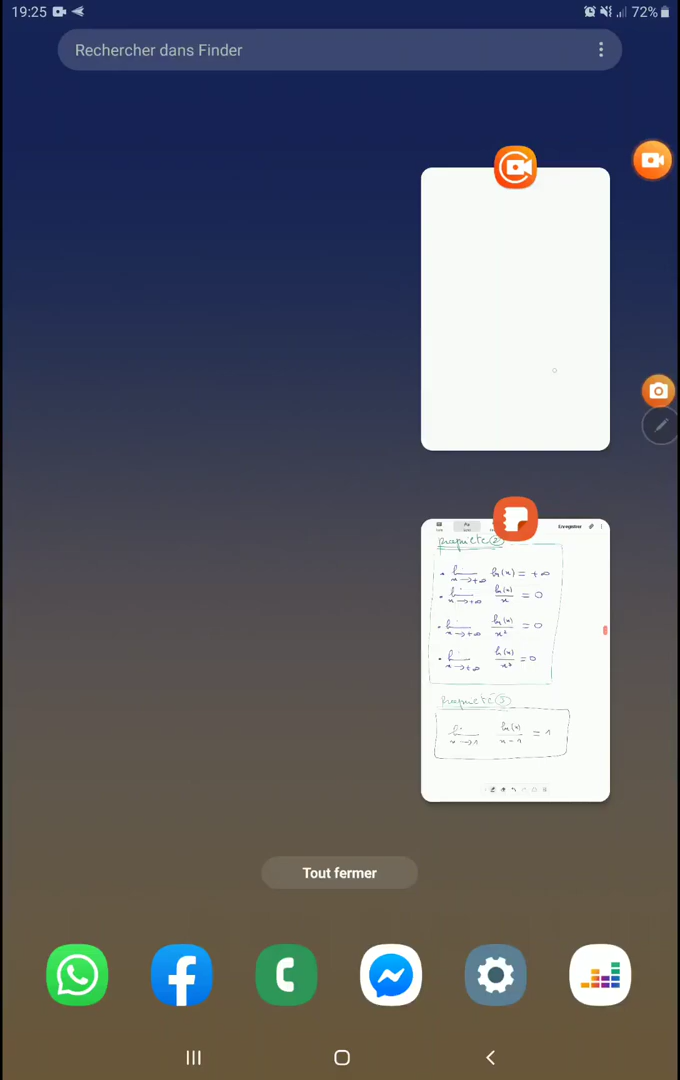 19:25 72%
Rechercher dans Finder
Enregistrer
propriété ②
• lim x→+∞ ln(x) = +∞
• lim x→+∞ ln(x)/x = 0
• lim x→+∞ ln(x)/x² = 0
• lim x→+∞ ln(x)/x³ = 0
propriété ③
lim x→1 ln(x)/x-1 = 1
Tout fermer